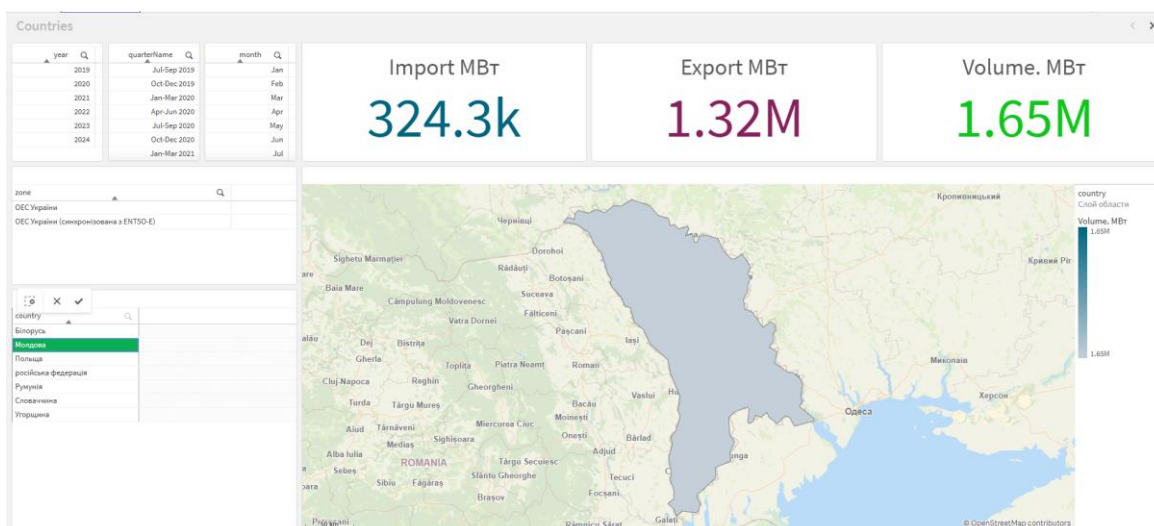 Countries
year
2019
2020
2021
2022
2023
2024
quarterName
Jul-Sep 2019
Oct-Dec 2019
Jan-Mar 2020
Apr-Jun 2020
Jul-Sep 2020
Oct-Dec 2020
Jan-Mar 2021
month
Jan
Feb
Mar
Apr
May
Jun
Jul
Import МВт
324.3k
Export МВт
1.32M
Volume. МВт
1.65M
zone
ОЕС України
ОЕС України (синхронізована з ENTSO-E)
country
Білорусь
Молдова
Польща
російська федерація
Румунія
Словаччина
Угорщина
Кропивницький
Чернівці
Dorohoi
Sighetu Marmației
Rădăuți
Botoșani
Кривий Ріг
Baia Mare
Suceava
Câmpulung Moldovenesc
Fălticeni
Vatra Dornei
Pașcani
Iași
Dej
Bistrița
Gherla
Toplița
Piatra Neamț
Roman
Миколаїв
Cluj-Napoca
Reghin
Gheorgheni
Vaslui
Hu
Херсон
Turda
Târgu Mureș
Bacău
Одеса
Aiud
Târnăveni
Miercurea Ciuc
Moinești
Mediaș
Sighișoara
Onești
Bârlad
Alba Iulia
Adjud
unga
ROMANIA
Târgu Secuiesc
Sebeș
Sfântu Gheorghe
Tecuci
Sibiu
Făgăraș
Focșani
Brașov
Râmnicu Sărat
Galați
© OpenStreetMap contributors
country
Слой области
Volume, МВт
1.65M
1.65M